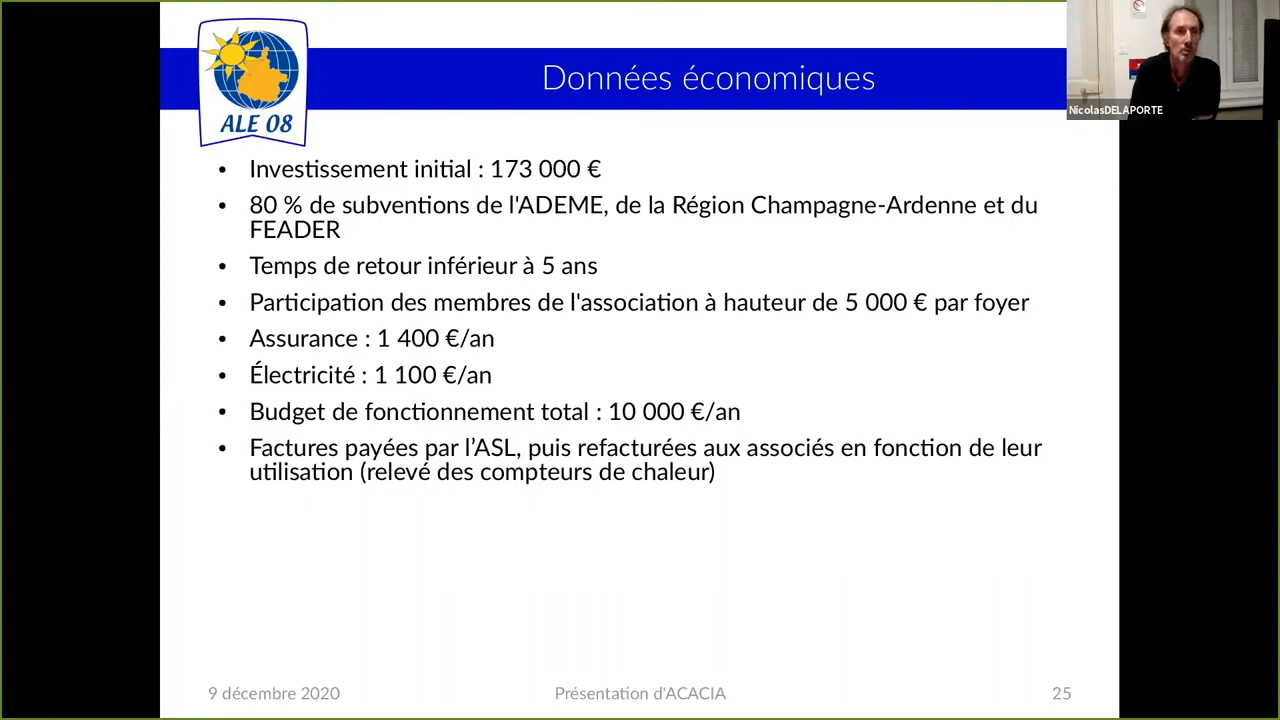 Données économiques
ALE 08
NicolasDELAPORTE
• Investissement initial : 173 000 €
• 80 % de subventions de l'ADEME, de la Région Champagne-Ardenne et du
FEADER
• Temps de retour inférieur à 5 ans
• Participation des membres de l'association à hauteur de 5 000 € par foyer
• Assurance : 1 400 €/an
• Électricité : 1 100 €/an
• Budget de fonctionnement total : 10 000 €/an
• Factures payées par l’ASL, puis refacturées aux associés en fonction de leur
utilisation (relevé des compteurs de chaleur)
9 décembre 2020
Présentation d'ACACIA
25